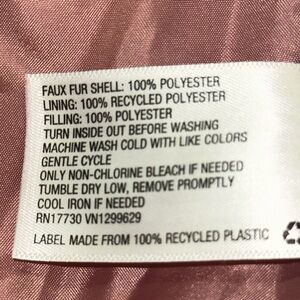 FAUX FUR SHELL: 100% POLYESTER
LINING: 100% RECYCLED POLYESTER
FILLING: 100% POLYESTER
TURN INSIDE OUT BEFORE WASHING
MACHINE WASH COLD WITH LIKE COLORS
GENTLE CYCLE
ONLY NON-CHLORINE BLEACH IF NEEDED
TUMBLE DRY LOW, REMOVE PROMPTLY
COOL IRON IF NEEDED
RN17730 VN1299629
LABEL MADE FROM 100% RECYCLED PLASTIC